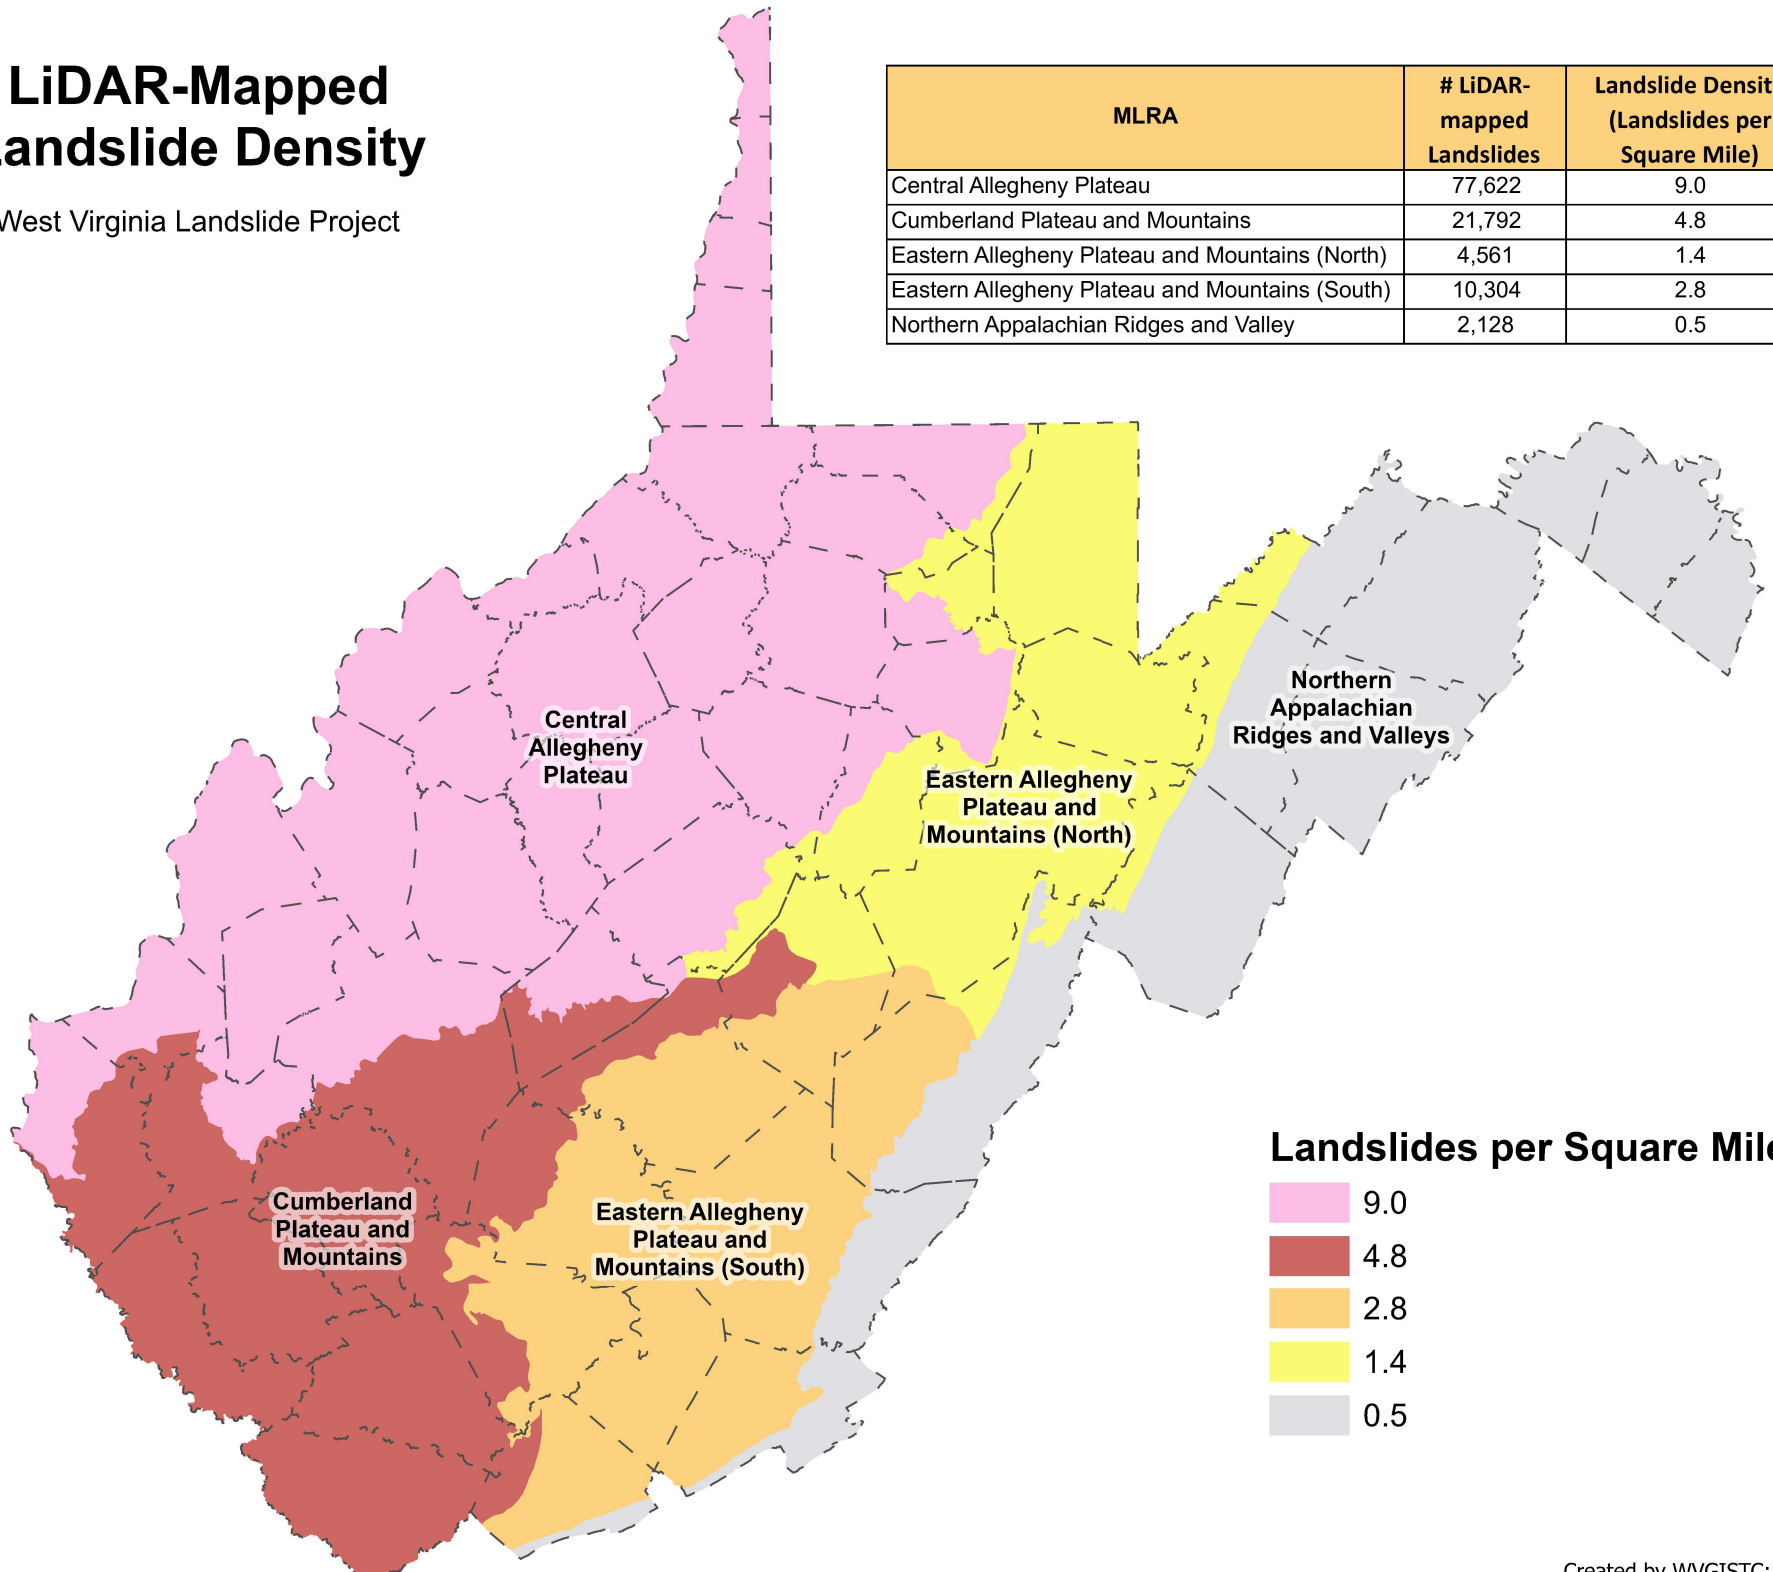 LiDAR-Mapped
Landslide Density
West Virginia Landslide Project
MLRA
# LiDAR-
mapped
Landslides
Landslide Densit
(Landslides per
Square Mile)
Central Allegheny Plateau 77,622 9.0
Cumberland Plateau and Mountains 21,792 4.8
Eastern Allegheny Plateau and Mountains (North) 4,561 1.4
Eastern Allegheny Plateau and Mountains (South) 10,304 2.8
Northern Appalachian Ridges and Valley 2,128 0.5
Northern
Appalachian
Ridges and Valleys
Central
Allegheny
Plateau
Eastern Allegheny
Plateau and
Mountains (North)
Cumberland
Plateau and
Mountains
Eastern Allegheny
Plateau and
Mountains (South)
Landslides per Square Mile
9.0
4.8
2.8
1.4
0.5
Created by WVGISTC: